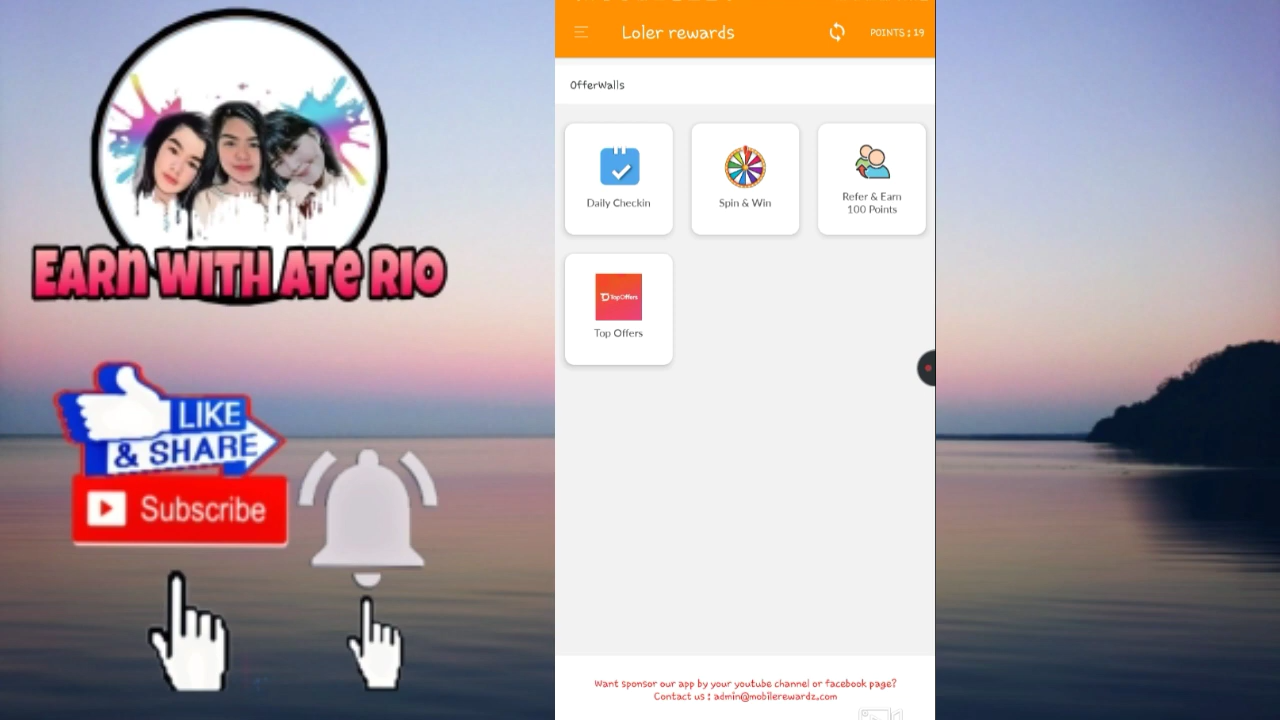 EARN WITH ATE RIO
LIKE
& SHARE
Subscribe
Loler rewards
POINTS : 19
OfferWalls
Daily Checkin
Spin & Win
Refer & Earn
100 Points
TopOffers
Top Offers
Want sponsor our app by your youtube channel or facebook page?
Contact us : admin@mobilerewardz.com